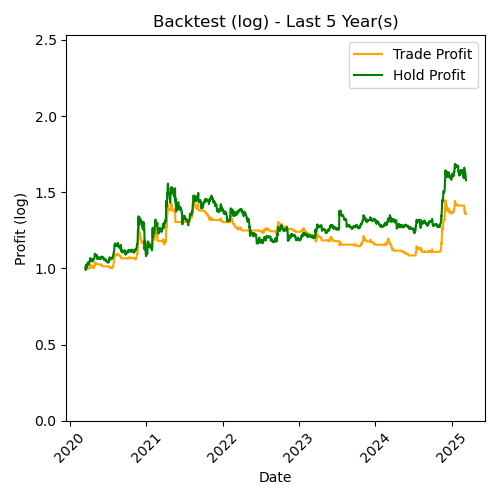 Backtest (log) - Last 5 Year(s)
Trade Profit
Hold Profit
Profit (log)
2.5
2.0
1.5
1.0
0.5
0.0
2020
2021
2022
2023
2024
2025
Date